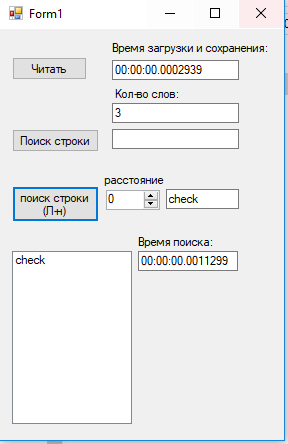 Form1
Время загрузки и сохранения:
Читать
00:00:00.0002939
Кол-во слов:
3
Поиск строки
расстояние
поиск строки
(Л-н)
0
check
Время поиска:
check
00:00:00.0011299